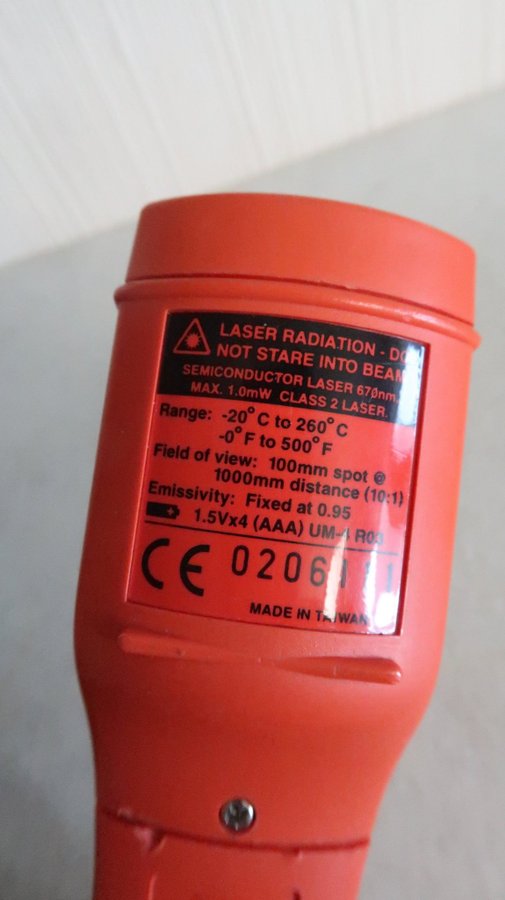 LASER RADIATION - DO
NOT STARE INTO BEAM
SEMICONDUCTOR LASER 670nm.
MAX. 1.0mW CLASS 2 LASER.
Range: -20°C to 260°C
-0°F to 500°F
Field of view: 100mm spot @
1000mm distance (10:1)
Emissivity: Fixed at 0.95
1.5Vx4 (AAA) UM-4 R03
CE
MADE IN TAIWAN